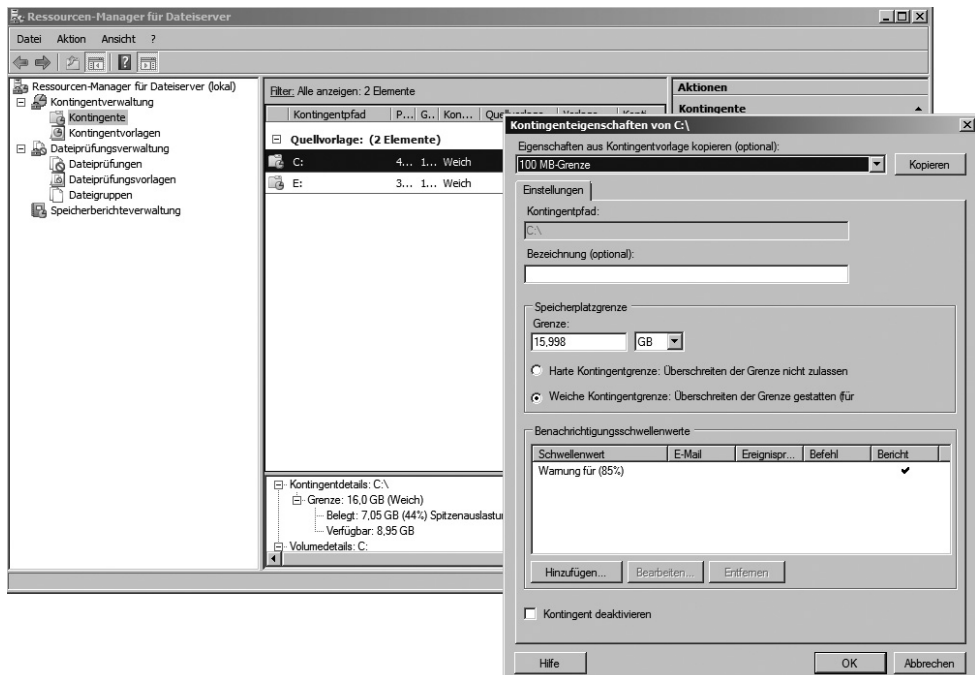 Ressourcen-Manager für Dateiserver
Datei Aktion Ansicht ?
Ressourcen-Manager für Dateiserver (lokal)
Kontingentverwaltung
Kontingente
Kontingentvorlagen
Dateiprüfungsverwaltung
Dateiprüfungen
Dateiprüfungsvorlagen
Dateigruppen
Speicherberichteverwaltung
Filter: Alle anzeigen: 2 Elemente
Kontingentpfad P... G.. Kon...
Quellvorlage: (2 Elemente)
C: 4... 1... Weich
E: 3... 1... Weich
Kontingentdetails: C:\
Grenze: 16,0 GB (Weich)
Belegt: 7,05 GB (44%)
Verfügbar: 8,95 GB
Volumedetails: C:
Aktionen
Kontingente
Kontingenteigenschaften von C:\
Eigenschaften aus Kontingentvorlage kopieren (optional):
100 MB-Grenze
Kopieren
Einstellungen
Kontingentpfad:
C:\
Bezeichnung (optional):
Speicherplatzgrenze
Grenze:
15,998 GB
Harte Kontingentgrenze: Überschreiten der Grenze nicht zulassen
Weiche Kontingentgrenze: Überschreiten der Grenze gestatten (für
Benachrichtigungsschwellenwerte
Schwellenwert E-Mail Ereignispr... Befehl Bericht
Warnung für (85%)
Hinzufügen... Bearbeiten... Entfernen
Kontingent deaktivieren
Hilfe OK Abbrechen